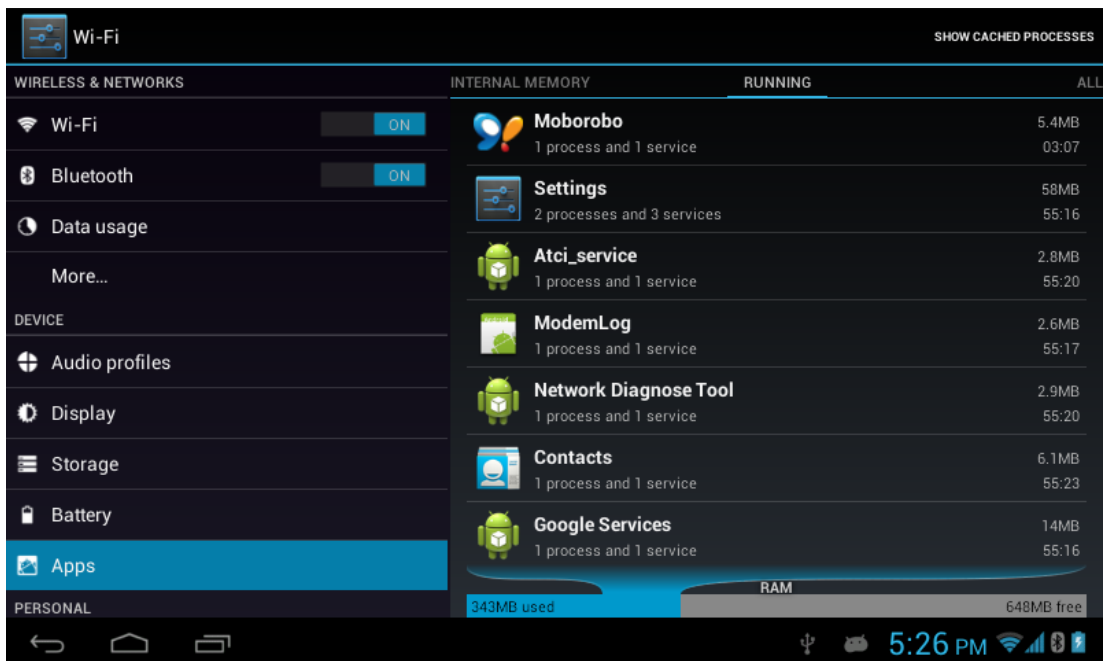 Wi-Fi
SHOW CACHED PROCESSES
WIRELESS & NETWORKS
Wi-Fi ON
Bluetooth ON
Data usage
More...
DEVICE
Audio profiles
Display
Storage
Battery
Apps
PERSONAL
INTERNAL MEMORY RUNNING ALL
Moborobo 5.4MB
1 process and 1 service 03:07
Settings 58MB
2 processes and 3 services 55:16
Atci_service 2.8MB
1 process and 1 service 55:20
ModemLog 2.6MB
1 process and 1 service 55:17
Network Diagnose Tool 2.9MB
1 process and 1 service 55:20
Contacts 6.1MB
1 process and 1 service 55:23
Google Services 14MB
1 process and 1 service 55:16
RAM
343MB used 648MB free
5:26 PM